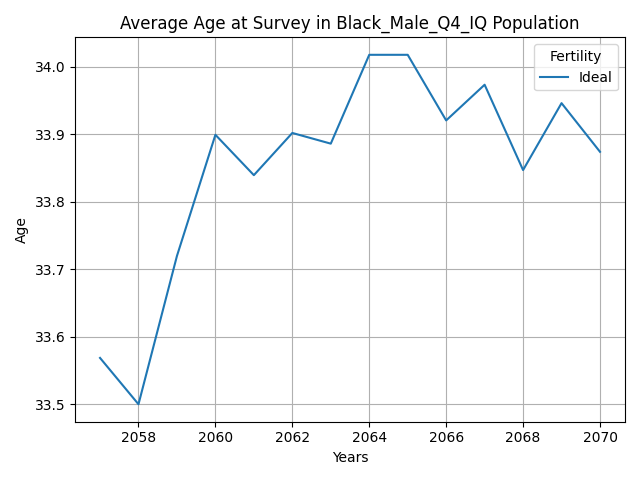 Average Age at Survey in Black_Male_Q4_IQ Population
Fertility
Ideal
34.0
33.9
33.8
33.7
33.6
33.5
Age
2058 2060 2062 2064 2066 2068 2070
Years